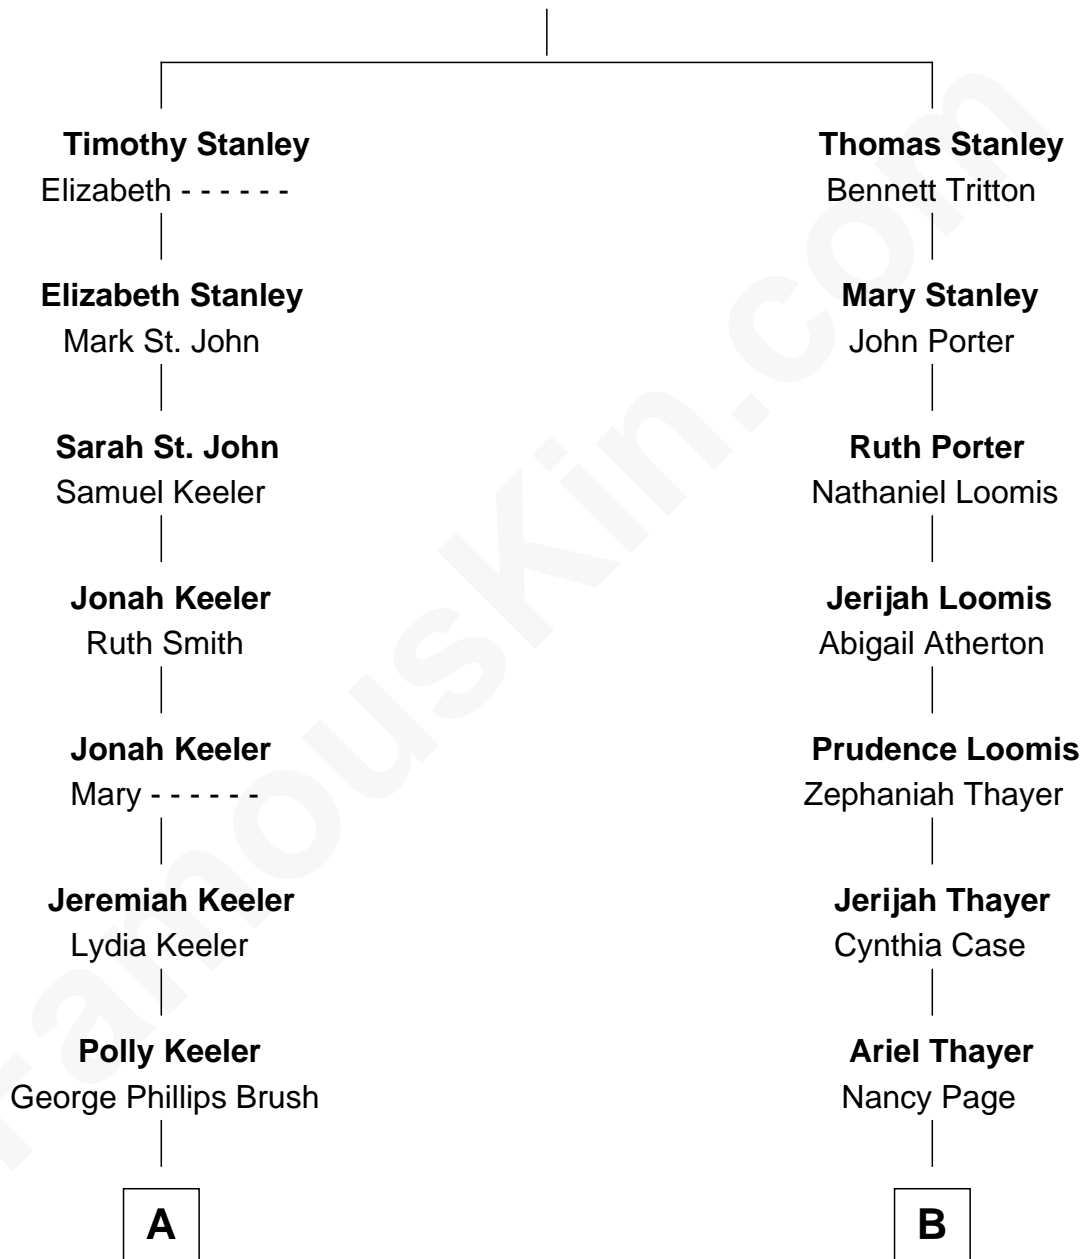 Timothy Stanley
Elizabeth - - - - - -
Thomas Stanley
Bennett Tritton
Elizabeth Stanley
Mark St. John
Mary Stanley
John Porter
Sarah St. John
Samuel Keeler
Ruth Porter
Nathaniel Loomis
Jonah Keeler
Ruth Smith
Jerijah Loomis
Abigail Atherton
Jonah Keeler
Mary - - - - - -
Prudence Loomis
Zephaniah Thayer
Jeremiah Keeler
Lydia Keeler
Jerijah Thayer
Cynthia Case
Polly Keeler
George Phillips Brush
Ariel Thayer
Nancy Page
A
B
FamousKin.com